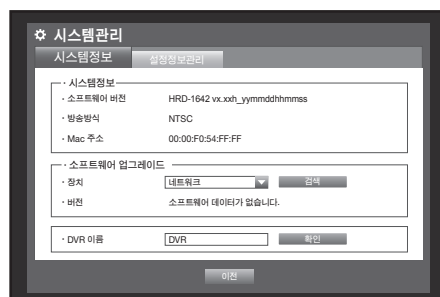 시스템관리
시스템정보 설정정보관리
· 시스템정보
· 소프트웨어 버전 HRD-1642 vx.xxh_yymmddhhmmss
· 방송방식 NTSC
· Mac 주소 00:00:F0:54:FF:FF
· 소프트웨어 업그레이드
· 장치 네트워크 검색
· 버전 소프트웨어 데이터가 없습니다.
· DVR 이름 DVR 확인
이전